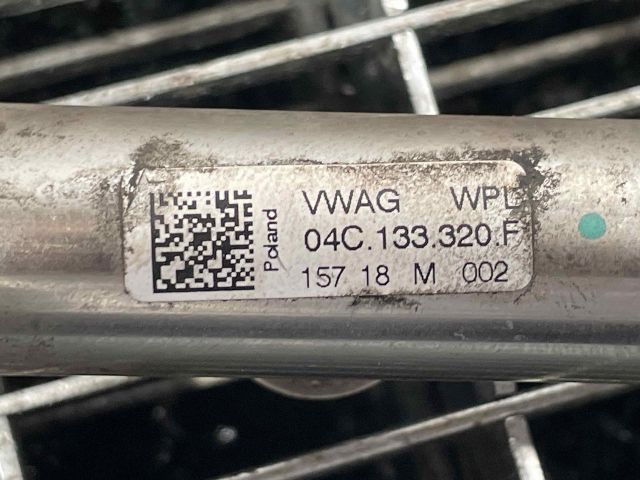 VWAG WPL
04C.133.320.F
157 18 M 002
Poland